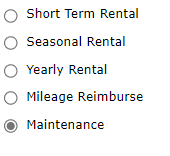 Short Term Rental
Seasonal Rental
Yearly Rental
Mileage Reimburse
Maintenance